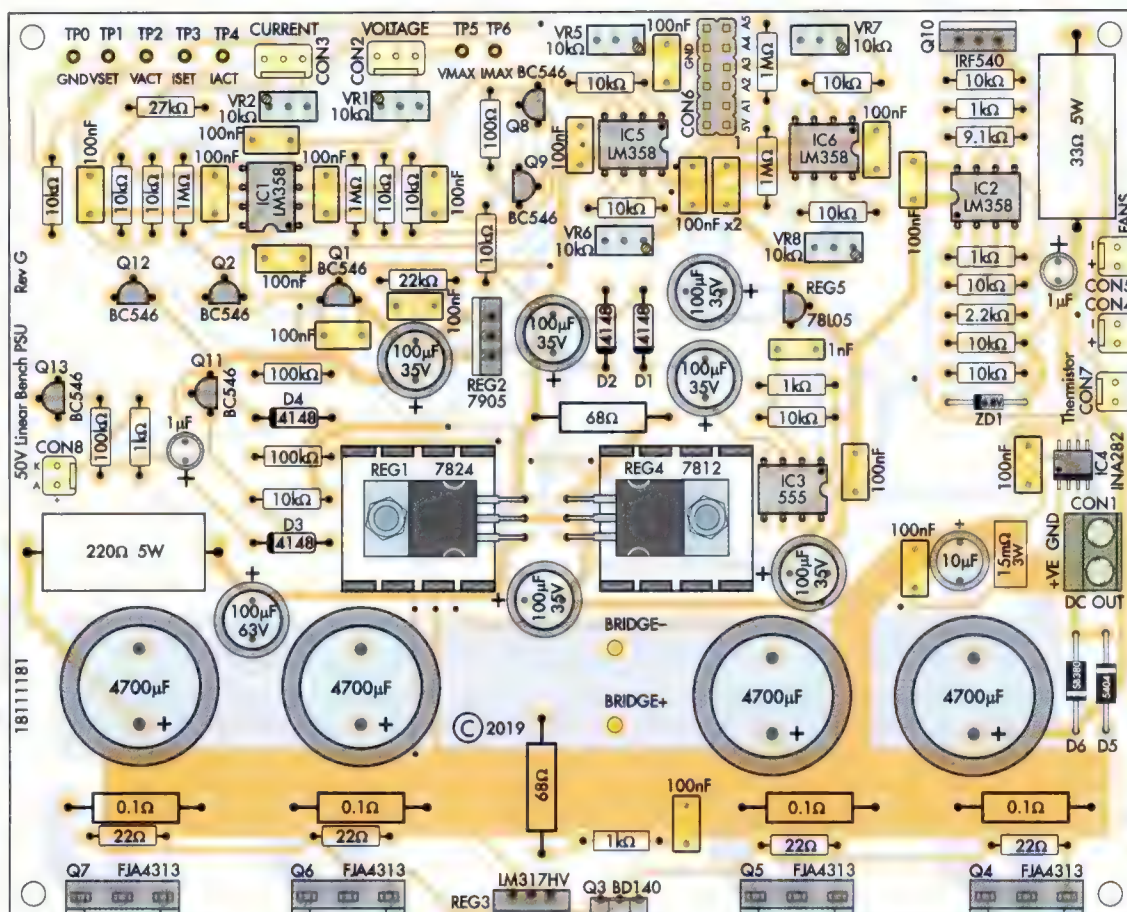 TP0 TP1 TP2 TP3 TP4 CURRENT VOLTAGE TP5 TP6
GND VSET VACT ISET IACT CON3 CON2 VMAX IMAX BC546
27kΩ
VR2
10kΩ
VR1
10kΩ
100Ω
Q8
VR5
10kΩ
100nF
10kΩ
GND
CON6
A5
A4
A3
A2
A1
5V
1MΩ
VR7
10kΩ
10kΩ
Q10
IRF540
10kΩ
1kΩ
9.1kΩ
33Ω 5W
100nF
100nF
100nF
100nF
100nF
100nF
IC5
LM358
IC6
LM358
100nF
10kΩ
10kΩ
10kΩ
1MΩ
IC1
LM358
1MΩ
10kΩ
10kΩ
Q9
BC546
1MΩ
100nF
IC2
LM358
10kΩ
10kΩ
100nF x2
10kΩ
VR6
10kΩ
VR8
10kΩ
FANS
Rev G
Q12
BC546
Q2
BC546
100nF
Q1
BC546
22kΩ
100nF
100nF
100µF
35V
REG2
7905
100µF
35V
4148
4148
D2
D1
100µF
35V
REG5
78L05
1nF
1kΩ
10kΩ
2.2kΩ
10kΩ
10kΩ
ZD1
1µF
CON5
CON4
Thermistor
CON7
50V Linear Bench PSU
Q13
BC546
Q11
BC546
100kΩ
D4
4148
100µF
35V
1kΩ
10kΩ
68Ω
CON8
K
A
100kΩ
1kΩ
1µF
100kΩ
10kΩ
D3
4148
REG1 7824
REG4 7812
IC3
555
100nF
100nF
IC4
INA282
CON1
GND
+VE
DC OUT
220Ω 5W
100nF
10µF
15mΩ
3W
100µF
63V
100µF
35V
100µF
35V
BRIDGE–
BRIDGE+
18111181
4700µF
4700µF
4700µF
4700µF
SB380
5404
D6 D5
© 2019
68Ω
100nF
0.1Ω
0.1Ω
0.1Ω
0.1Ω
22Ω
22Ω
1kΩ
22Ω
22Ω
Q7 FJA4313
Q6 FJA4313
LM317HV
REG3
Q3 BD140
Q5 FJA4313
Q4 FJA4313